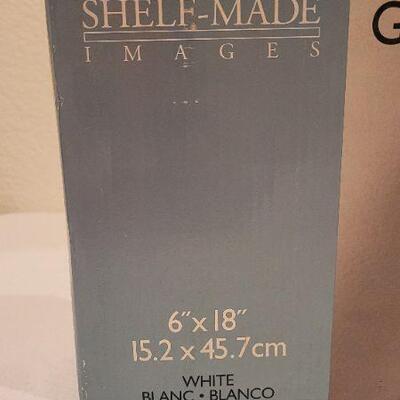 SHELF-MADE
IMAGES
G
6" x 18"
15.2 x 45.7cm
WHITE
BLANC • BLANCO